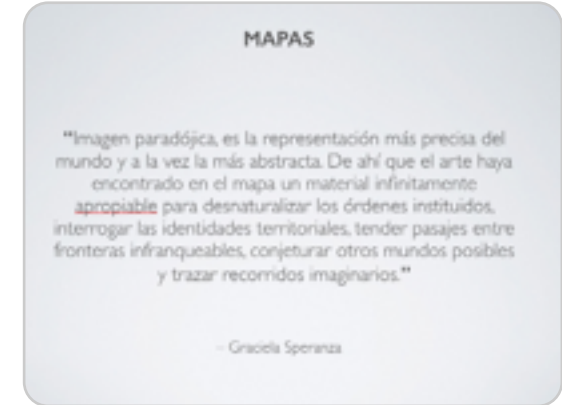 MAPAS
"Imagen paradójica, es la representación más precisa del
mundo y a la vez la más abstracta. De ahí que el arte haya
encontrado en el mapa un material infinitamente
apropiable para desnaturalizar los órdenes instituidos,
interrogar las identidades territoriales, tender pasajes entre
fronteras infranqueables, conjeturar otros mundos posibles
y trazar recorridos imaginarios."
– Graciela Speranza